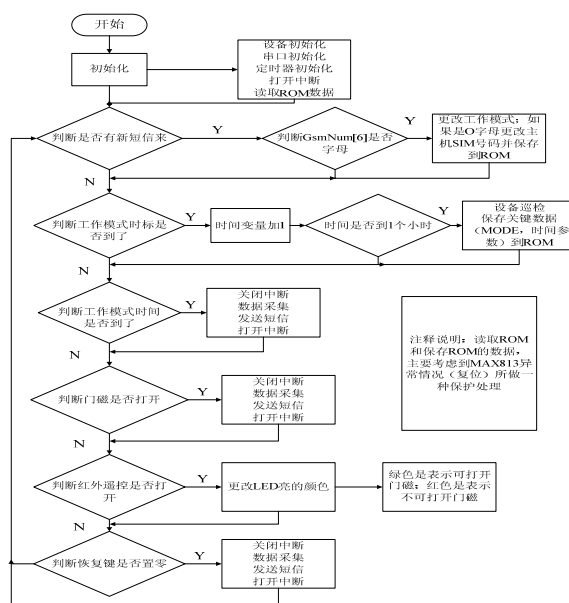 开始
初始化
设备初始化
串口初始化
定时器初始化
打开中断
读取ROM数据
判断是否有新短信来
Y
判断GsmNum[6]是否
字母
Y
更改工作模式；如
果是O字母更改主
机SIM号码并保存
到ROM
N
判断工作模式时标是
否到了
Y
时间变量加1
时间是否到1个小时
Y
设备巡检
保存关键数据
（MODE，时间参
数）到ROM
N
判断工作模式时间
是否到了
Y
关闭中断
数据采集
发送短信
打开中断
注释说明：读取ROM
和保存ROM的数据，
主要考虑到MAX813异
常情况（复位）所做一
种保护处理
N
判断门磁是否打开
Y
关闭中断
数据采集
发送短信
打开中断
N
判断红外遥控是否打
开
Y
更改LED亮的颜色
绿色是表示可打开
门磁；红色是表示
不可打开门磁
N
判断恢复键是否置零
Y
关闭中断
数据采集
发送短信
打开中断